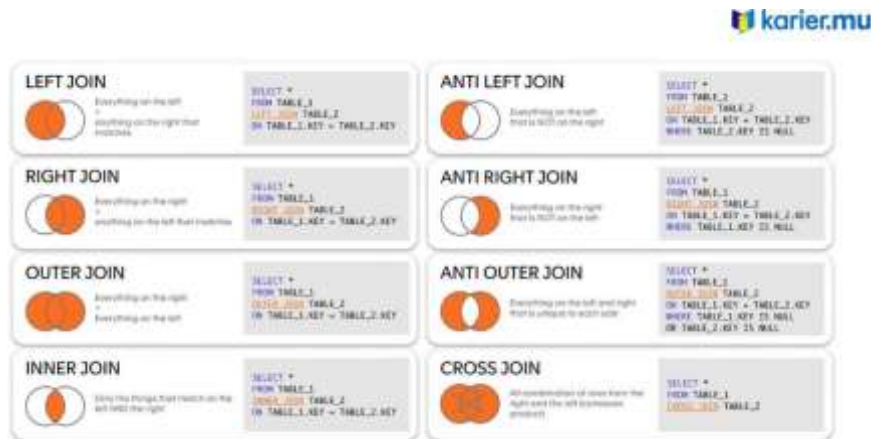 karier.mu
LEFT JOIN
Everything on the left
+
anything on the right that
matches
SELECT *
FROM TABLE_1
LEFT JOIN TABLE_2
ON TABLE_1.KEY = TABLE_2.KEY
ANTI LEFT JOIN
Everything on the left
that is NOT on the right
SELECT *
FROM TABLE_1
LEFT JOIN TABLE_2
ON TABLE_1.KEY = TABLE_2.KEY
WHERE TABLE_2.KEY IS NULL
RIGHT JOIN
Everything on the right
+
anything on the left that matches
SELECT *
FROM TABLE_1
RIGHT JOIN TABLE_2
ON TABLE_1.KEY = TABLE_2.KEY
ANTI RIGHT JOIN
Everything on the right
that is NOT on the left
SELECT *
FROM TABLE_1
RIGHT JOIN TABLE_2
ON TABLE_1.KEY = TABLE_2.KEY
WHERE TABLE_1.KEY IS NULL
OUTER JOIN
Everything on the right
+
Everything on the left
SELECT *
FROM TABLE_1
OUTER JOIN TABLE_2
ON TABLE_1.KEY = TABLE_2.KEY
ANTI OUTER JOIN
Everything on the left and right
that is unique to each side
SELECT *
FROM TABLE_1
OUTER JOIN TABLE_2
ON TABLE_1.KEY = TABLE_2.KEY
WHERE TABLE_1.KEY IS NULL
OR TABLE_2.KEY IS NULL
INNER JOIN
Only the things that match on the
left AND the right
SELECT *
FROM TABLE_1
INNER JOIN TABLE_2
ON TABLE_1.KEY = TABLE_2.KEY
CROSS JOIN
All combination of rows from the
right and the left (cartesian
product)
SELECT *
FROM TABLE_1
CROSS JOIN TABLE_2